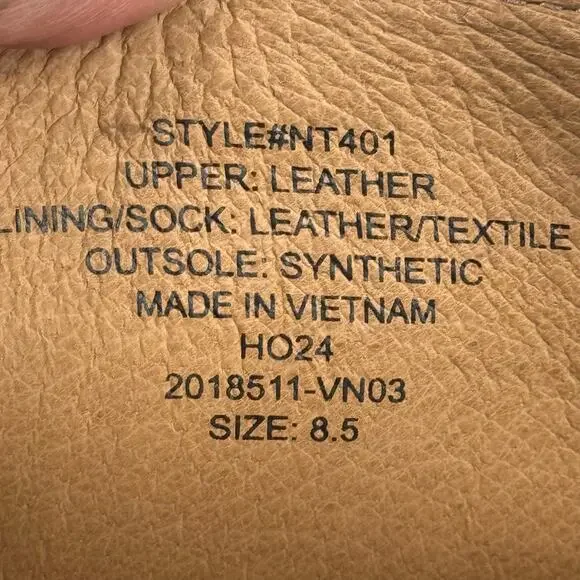 STYLE#NT401
UPPER: LEATHER
LINING/SOCK: LEATHER/TEXTILE
OUTSOLE: SYNTHETIC
MADE IN VIETNAM
HO24
2018511-VN03
SIZE: 8.5